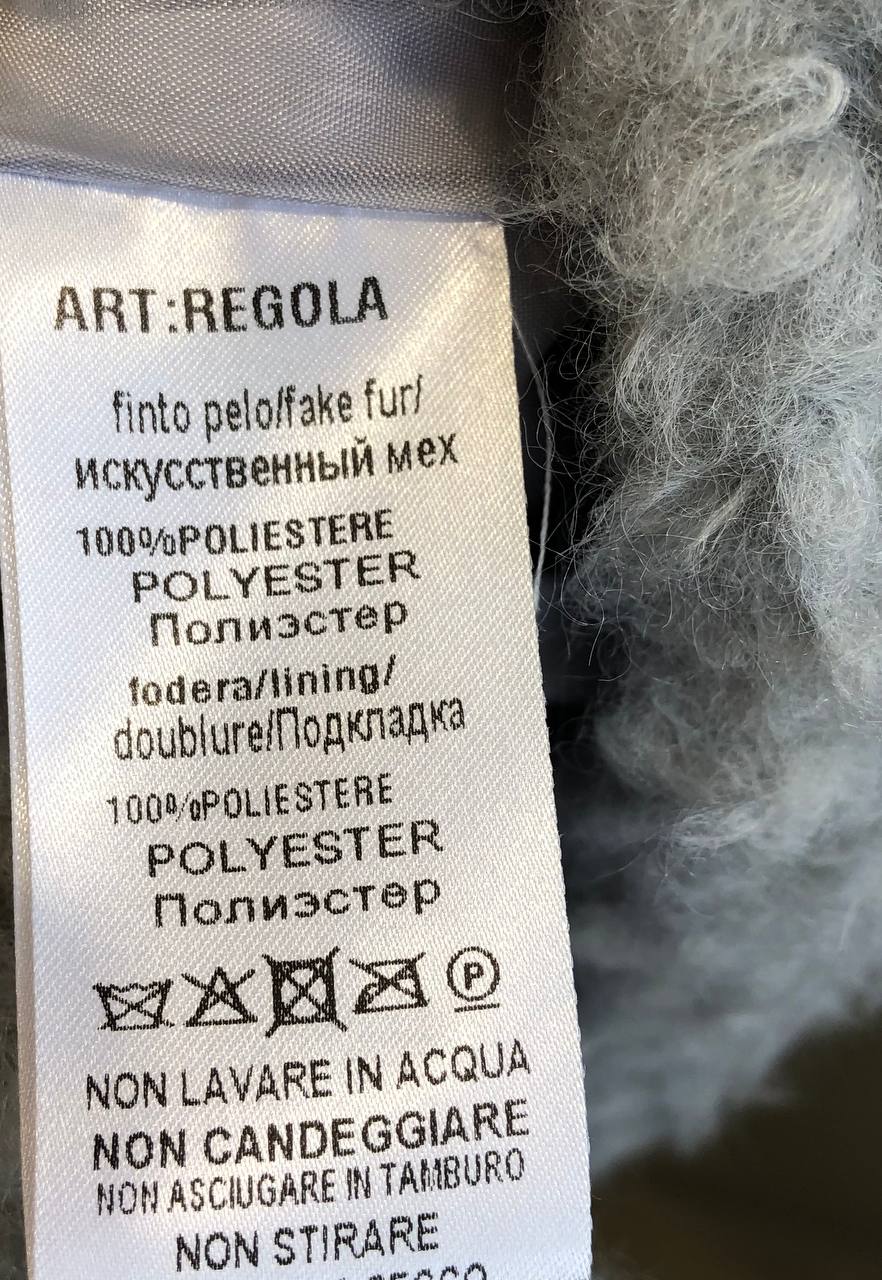 ART:REGOLA
finto pelo/fake fur/
искусственный мех
100%POLIESTERE
POLYESTER
Полиэстер
fodera/lining/
doublure/Подкладка
100%POLIESTERE
POLYESTER
Полиэстер
P
NON LAVARE IN ACQUA
NON CANDEGGIARE
NON ASCIUGARE IN TAMBURO
NON STIRARE
SECCO